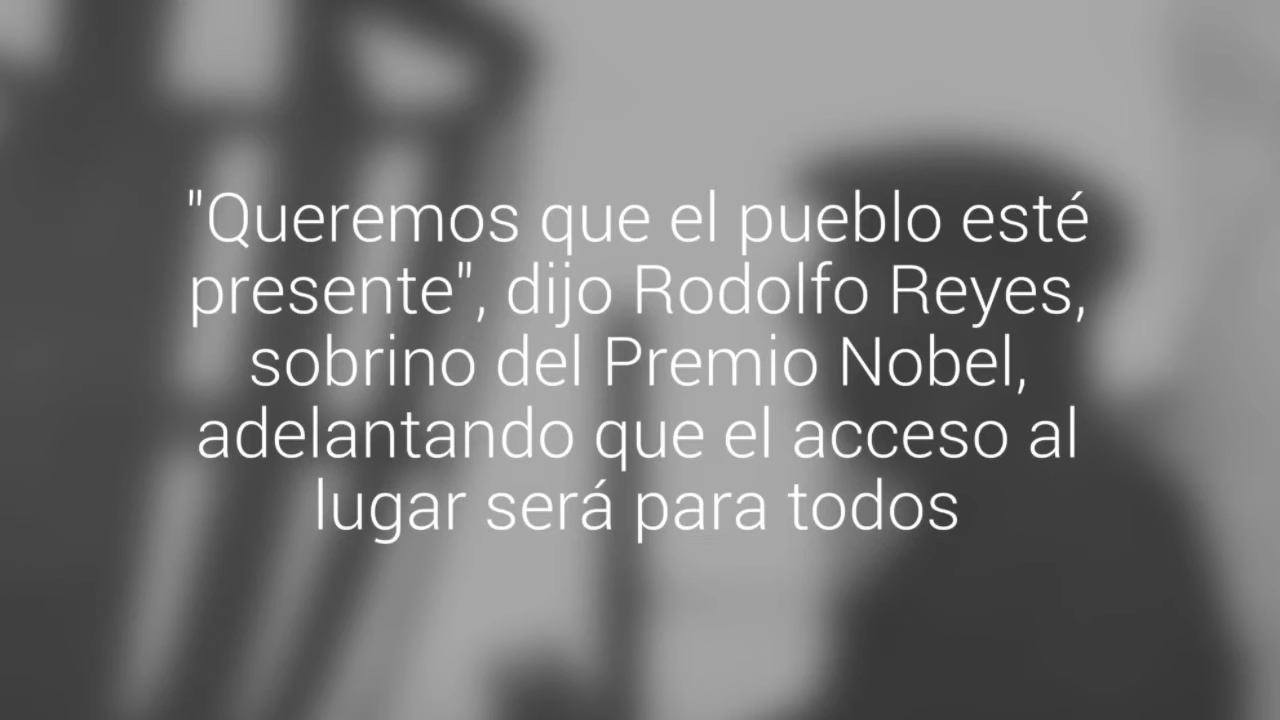 "Queremos que el pueblo esté
presente", dijo Rodolfo Reyes,
sobrino del Premio Nobel,
adelantando que el acceso al
lugar será para todos